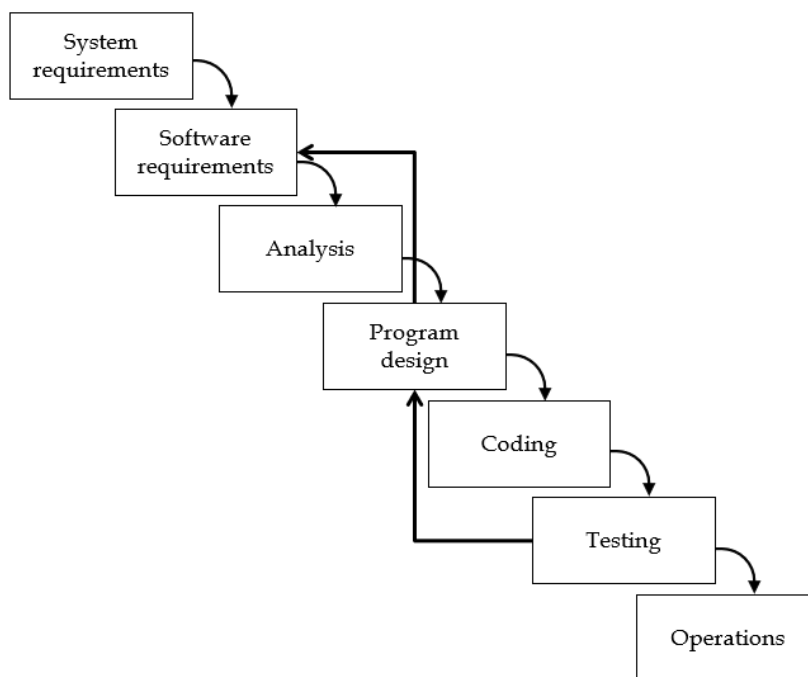 System
requirements
Software
requirements
Analysis
Program
design
Coding
Testing
Operations